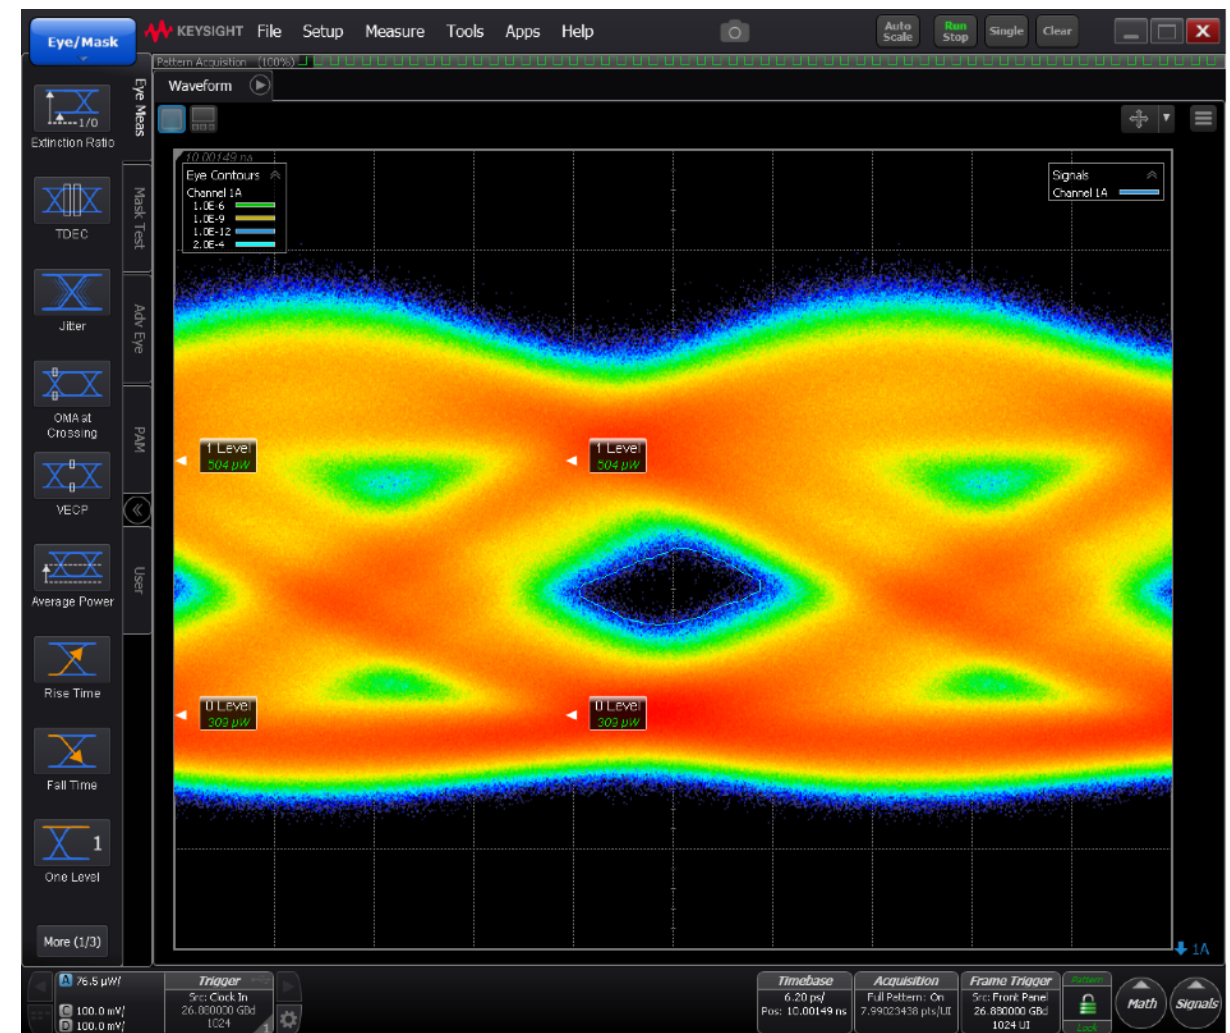 Eye/Mask
KEYSIGHT File Setup Measure Tools Apps Help
Auto Scale
Run Stop
Single
Clear
X
Pattern Acquisition (100%)
Waveform
Eye Meas
Mask Test
Adv Eye
PAM
User
1/0
Extinction Ratio
TDEC
Jitter
OMA at
Crossing
VECP
Average Power
Rise Time
Fall Time
1
One Level
More (1/3)
10.00149 ns
Eye Contours
Channel 1A
1.0E-6
1.0E-9
1.0E-12
2.0E-4
Signals
Channel 1A
1 Level
504 µW
1 Level
504 µW
0 Level
309 µW
0 Level
309 µW
1A
A 76.5 µW/
C 100.0 mV/
D 100.0 mV/
Trigger
Src: Clock In
26.880000 GBd
1024
1
Timebase
6.20 ps/
Pos: 10.00149 ns
Acquisition
Full Pattern: On
7.99023438 pts/UI
Frame Trigger
Src: Front Panel
26.880000 GBd
1024 UI
Pattern
Lock
Math
Signals